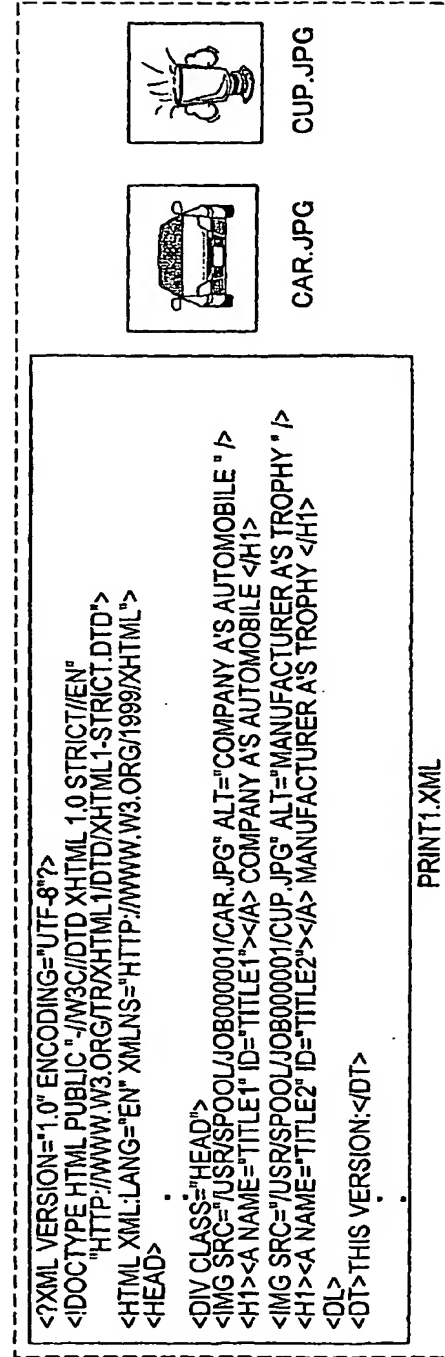 <?XML VERSION="1.0" ENCODING="UTF-8"?>
<!DOCTYPE HTML PUBLIC "-//W3C//DTD XHTML 1.0 STRICT//EN"
"HTTP://WWW.W3.ORG/TR/XHTML1/DTD/XHTML1-STRICT.DTD">
<HTML XML:LANG="EN" XMLNS="HTTP://WWW.W3.ORG/1999/XHTML">
<HEAD>
<DIV CLASS="HEAD">
<IMG SRC="/USR/SPOOL/JOB000001/CAR.JPG" ALT="COMPANY A'S AUTOMOBILE " />
<H1><A NAME="TITLE1" ID="TITLE1"></A> COMPANY A'S AUTOMOBILE </H1>
<IMG SRC="/USR/SPOOL/JOB000001/CUP.JPG" ALT="MANUFACTURER A'S TROPHY " />
<H1><A NAME="TITLE2" ID="TITLE2"></A> MANUFACTURER A'S TROPHY </H1>
<DL>
<DT>THIS VERSION:</DT>
PRINT1.XML
CAR.JPG
CUP.JPG